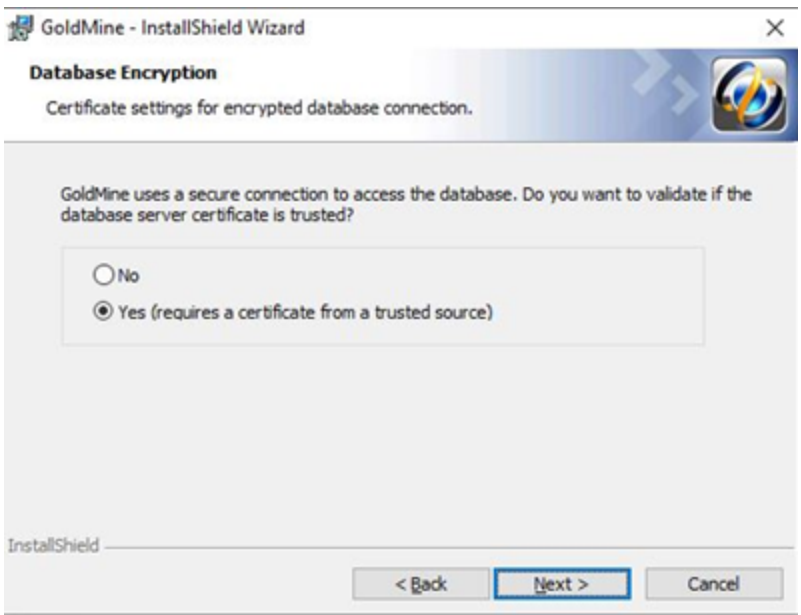 GoldMine - InstallShield Wizard
Database Encryption
Certificate settings for encrypted database connection.
GoldMine uses a secure connection to access the database. Do you want to validate if the
database server certificate is trusted?
No
Yes (requires a certificate from a trusted source)
InstallShield
< Back
Next >
Cancel